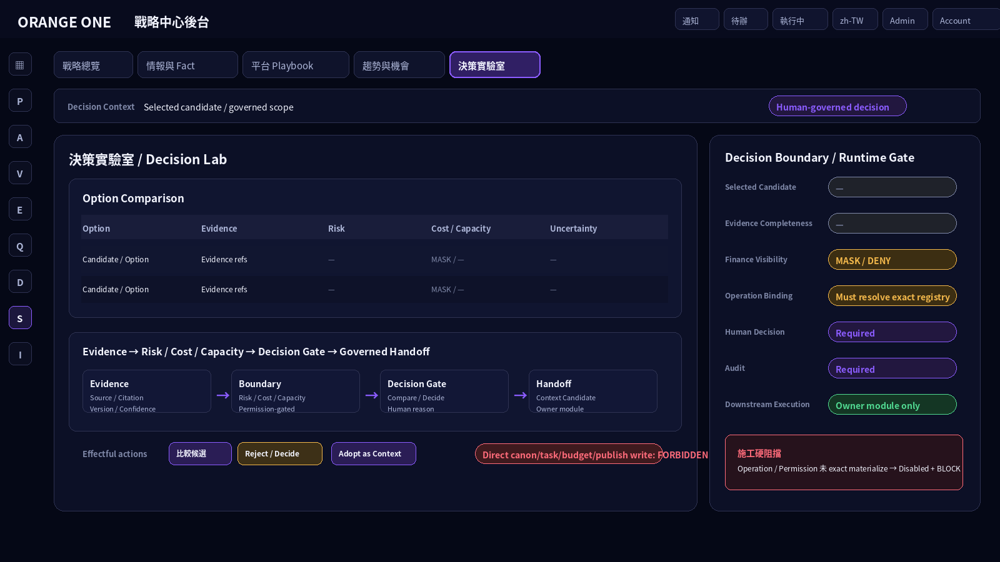 ORANGE ONE 戰略中心後台 通知 待辦 執行中 zh-TW Admin Account
戰略總覽 情報與 Fact 平台 Playbook 趨勢與機會 決策實驗室
P
A
V
E
Q
D
S
I
Decision Context Selected candidate / governed scope Human-governed decision
決策實驗室 / Decision Lab
Option Comparison
Option Evidence Risk Cost / Capacity Uncertainty
Candidate / Option Evidence refs — MASK / — —
Candidate / Option Evidence refs — MASK / — —
Evidence → Risk / Cost / Capacity → Decision Gate → Governed Handoff
Evidence
Source / Citation
Version / Confidence
→
Boundary
Risk / Cost / Capacity
Permission-gated
→
Decision Gate
Compare / Decide
Human reason
→
Handoff
Context Candidate
Owner module
Effectful actions 比較候選 Reject / Decide Adopt as Context Direct canon/task/budget/publish write: FORBIDDEN
Decision Boundary / Runtime Gate
Selected Candidate —
Evidence Completeness —
Finance Visibility MASK / DENY
Operation Binding Must resolve exact registry
Human Decision Required
Audit Required
Downstream Execution Owner module only
施工硬阻擋
Operation / Permission 未 exact materialize → Disabled + BLOCK